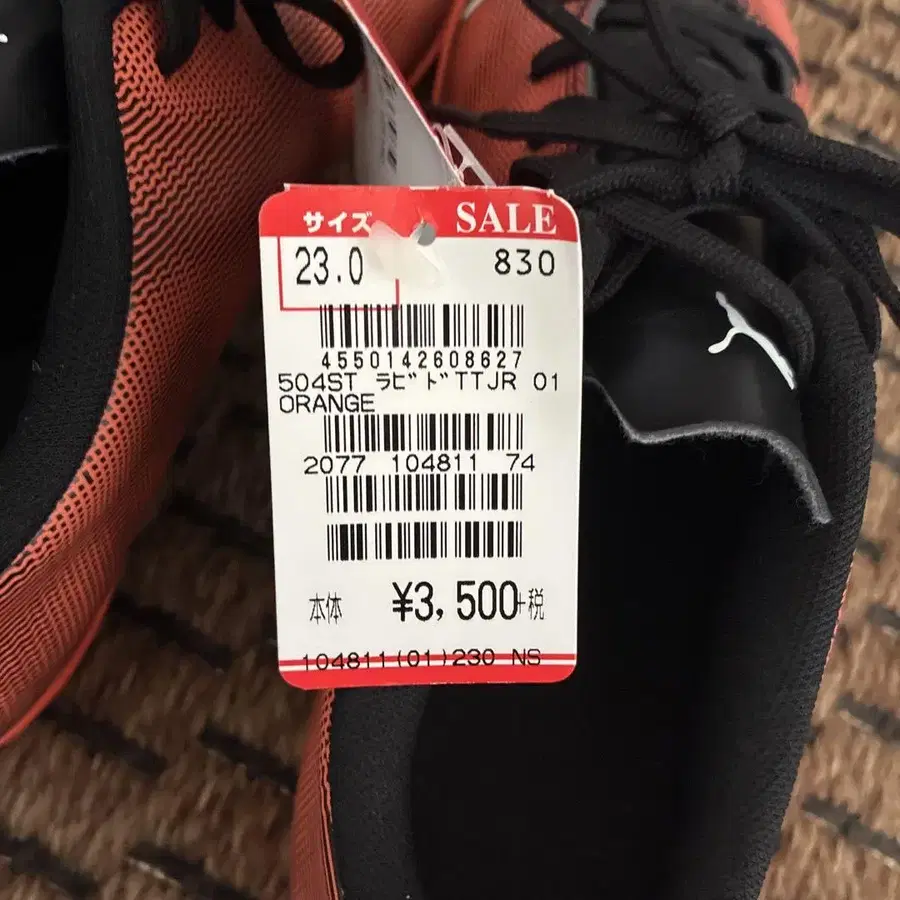 サイズ SALE
23.0 830
4550142608627
504ST ラピドTTJR 01
ORANGE
2077 104811 74
本体 ¥3,500+税
104811(01)230 NS